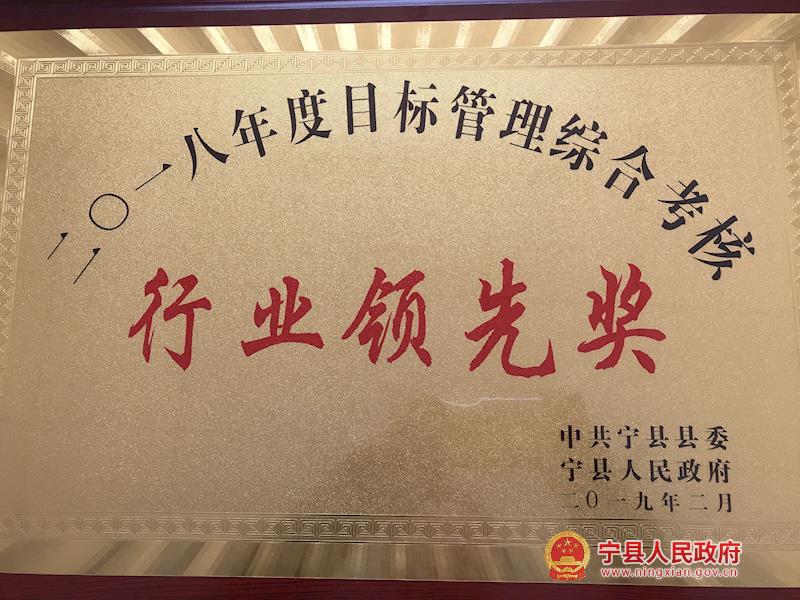 二〇一八年度目标管理综合考核
行业领先奖
中共宁县县委
宁县人民政府
二〇一九年二月
宁县人民政府
www.ningxian.gov.cn